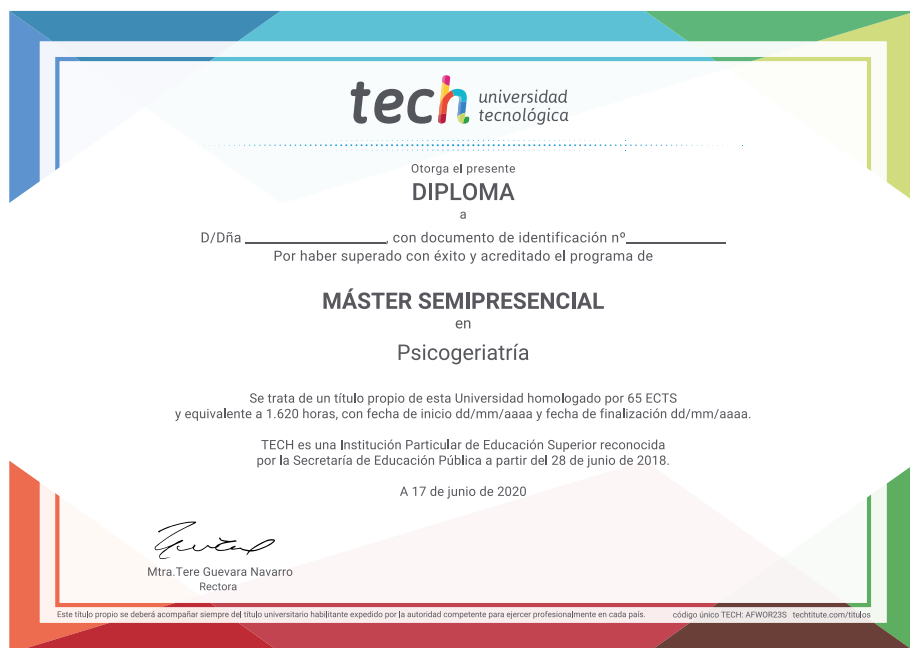 tech universidad
tecnológica
Otorga el presente
DIPLOMA
a
D/Dña ________________, con documento de identificación nº____________
Por haber superado con éxito y acreditado el programa de
MÁSTER SEMIPRESENCIAL
en
Psicogeriatría
Se trata de un título propio de esta Universidad homologado por 65 ECTS
y equivalente a 1.620 horas, con fecha de inicio dd/mm/aaaa y fecha de finalización dd/mm/aaaa.
TECH es una Institución Particular de Educación Superior reconocida
por la Secretaría de Educación Pública a partir del 28 de junio de 2018.
A 17 de junio de 2020
Mtra.Tere Guevara Navarro
Rectora
Este título propio se deberá acompañar siempre del título universitario habilitante expedido por la autoridad competente para ejercer profesionalmente en cada país. código único TECH: AFWOR23S techtitute.com/titulos